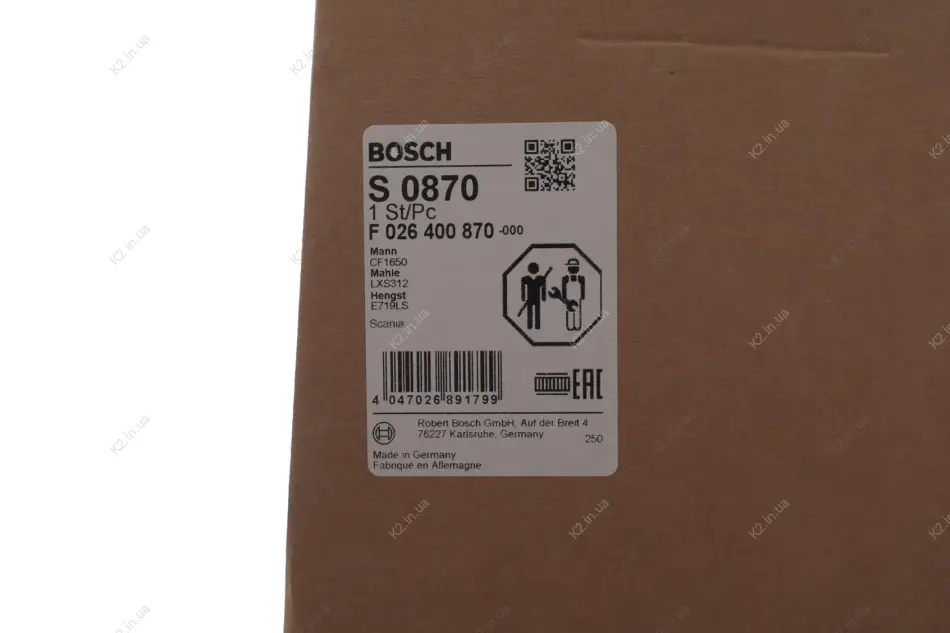 BOSCH
S 0870
1 St/Pc
F 026 400 870 -000
Mann
CF1650
Mahle
LXS312
Hengst
E719LS
Scania
EAC
4 047026 891799
Robert Bosch GmbH, Auf der Breit 4
76227 Karlsruhe, Germany
250
Made in Germany
Fabriqué en Allemagne
K2.in.ua